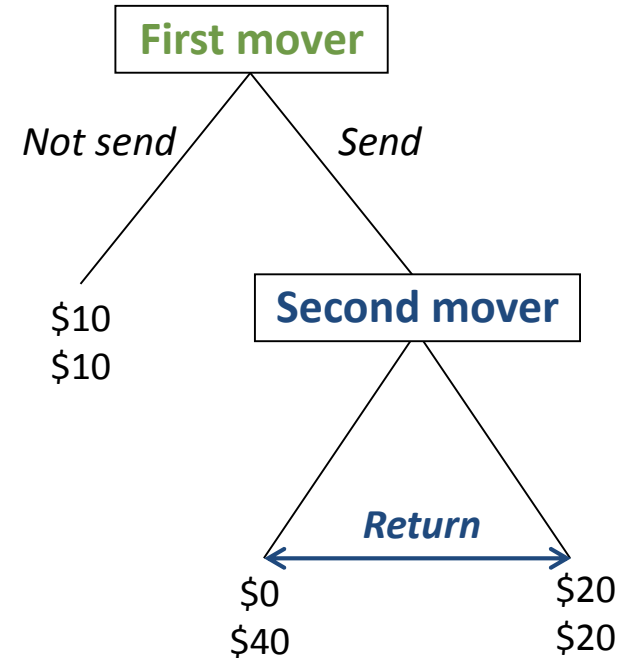 First mover
Not send
Send
Second mover
$10
$10
Return
$0
$20
$40
$20